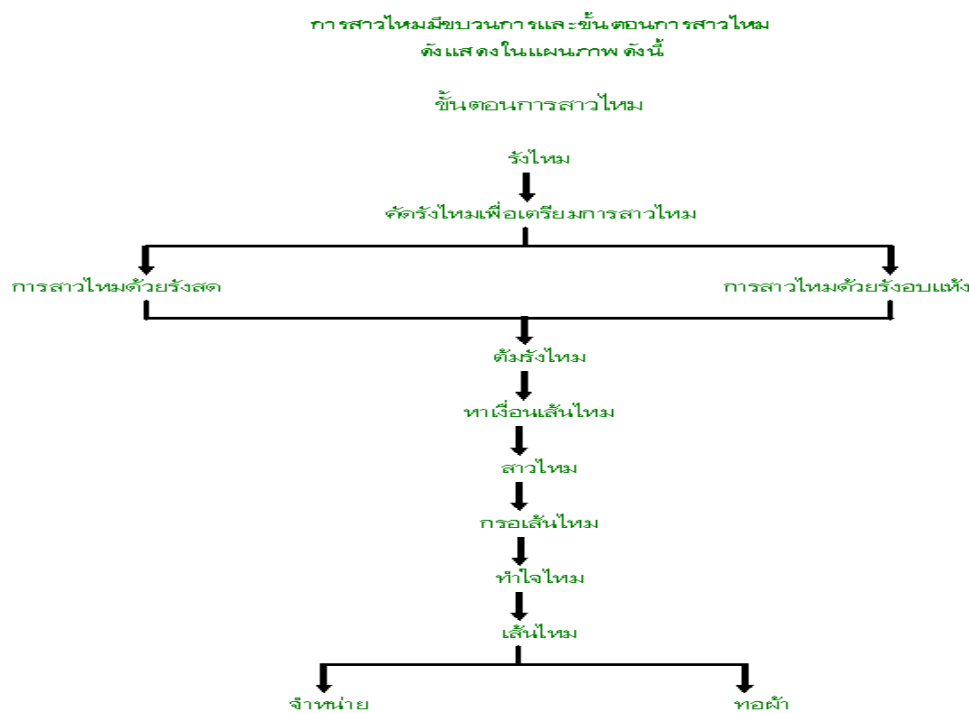 การสาวไหมมีขบวนการและขั้นตอนการสาวไหม
ดังแสดงในแผนภาพ ดังนี้
ขั้นตอนการสาวไหม
รังไหม
คัดรังไหมเพื่อเตรียมการสาวไหม
การสาวไหมด้วยรังสด
การสาวไหมด้วยรังอบแห้ง
ต้มรังไหม
หาเงื่อนเส้นไหม
สาวไหม
กรอเส้นไหม
ทำไจไหม
เส้นไหม
จำหน่าย
ทอผ้า